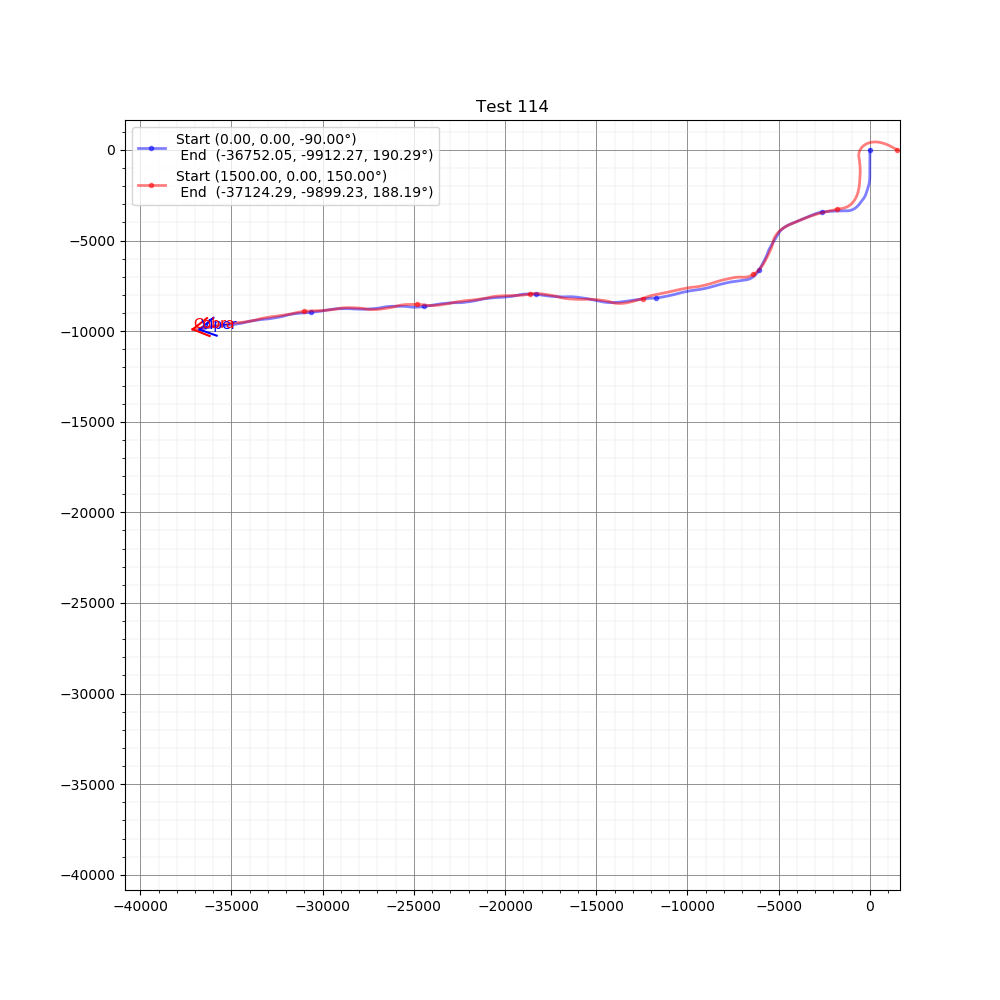 Test 114
Start (0.00, 0.00, -90.00°)
End  (-36752.05, -9912.27, 190.29°)
Start (1500.00, 0.00, 150.00°)
End  (-37124.29, -9899.23, 188.19°)
0
−5000
−10000
−15000
−20000
−25000
−30000
−35000
−40000
−40000 −35000 −30000 −25000 −20000 −15000 −10000 −5000 0